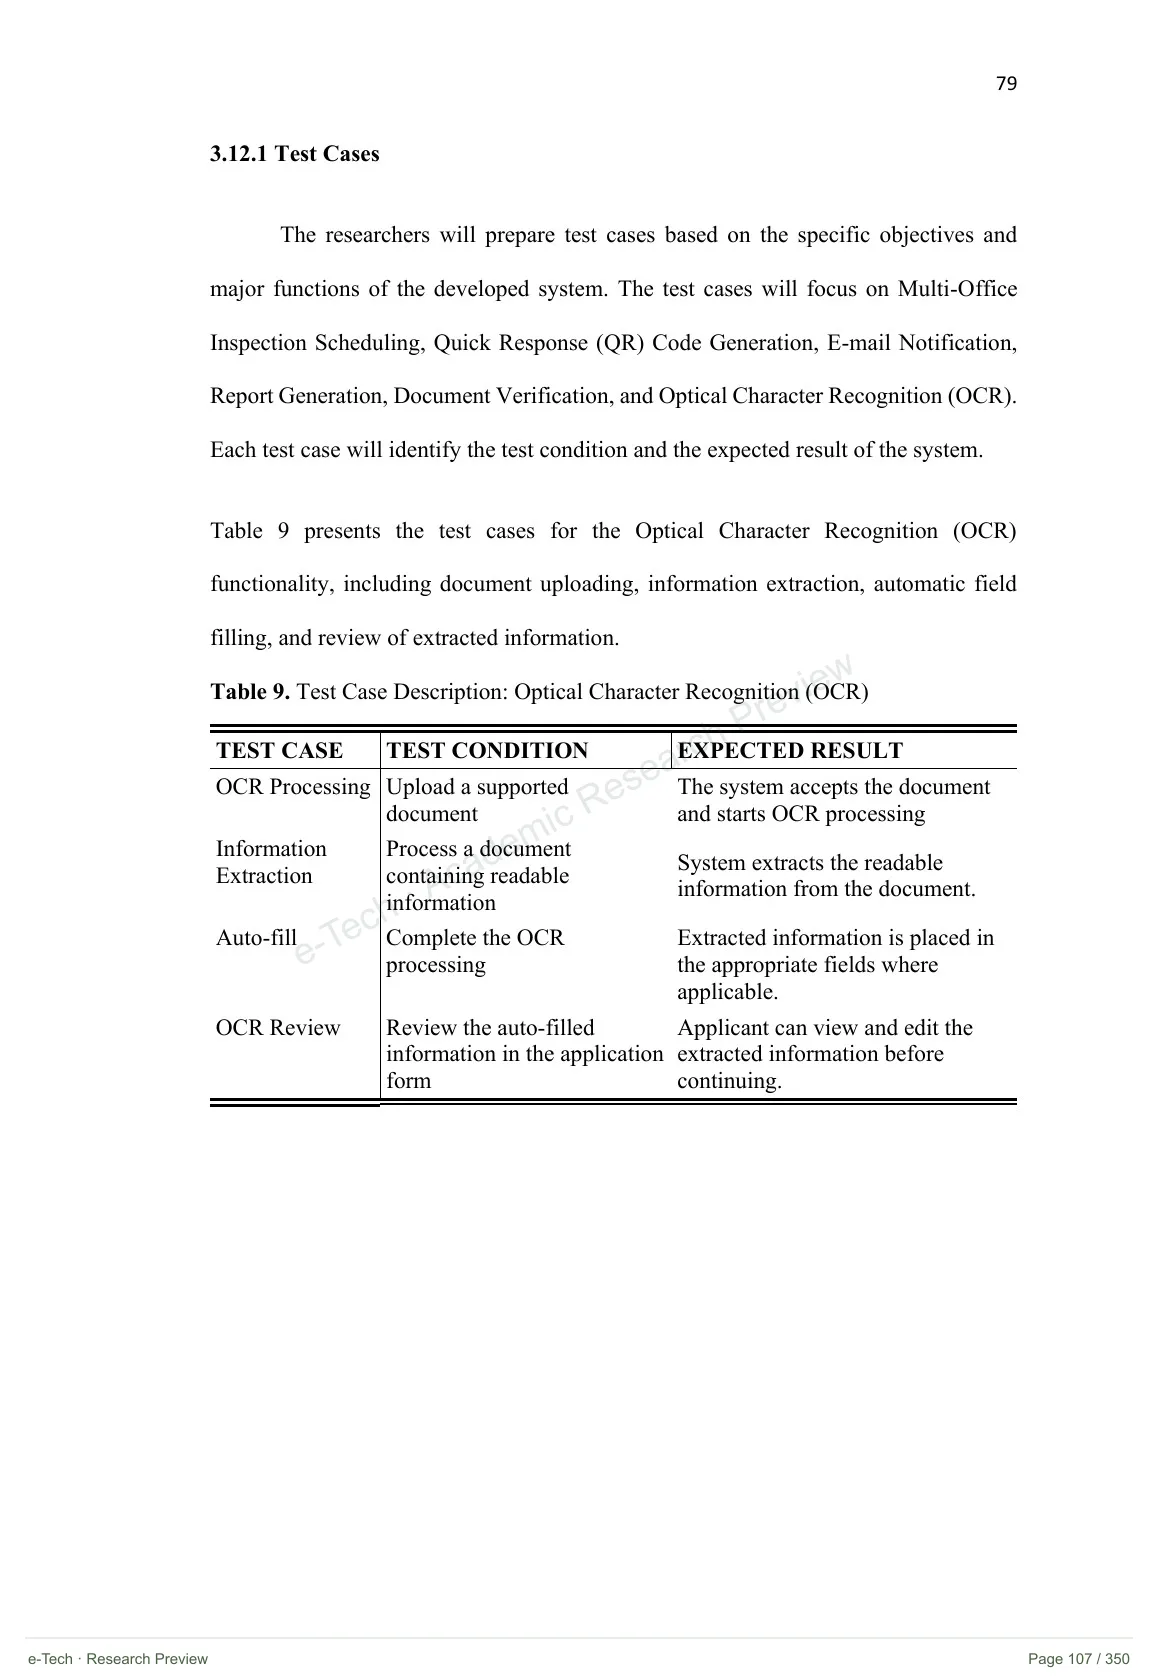 79
3.12.1 Test Cases
The researchers will prepare test cases based on the specific objectives and
major functions of the developed system. The test cases will focus on Multi-Office
Inspection Scheduling, Quick Response (QR) Code Generation, E-mail Notification,
Report Generation, Document Verification, and Optical Character Recognition (OCR).
Each test case will identify the test condition and the expected result of the system.
Table 9 presents the test cases for the Optical Character Recognition (OCR)
functionality, including document uploading, information extraction, automatic field
filling, and review of extracted information.
Table 9. Test Case Description: Optical Character Recognition (OCR)
TEST CASE TEST CONDITION EXPECTED RESULT
OCR Processing Upload a supported The system accepts the document
document and starts OCR processing
Information Process a document
Extraction containing readable
information
System extracts the readable
information from the document.
Auto-fill Complete the OCR Extracted information is placed in
processing the appropriate fields where
applicable.
OCR Review Review the auto-filled Applicant can view and edit the
information in the application extracted information before
form continuing.
e-Tech · Academic Research Preview
e-Tech · Research Preview Page 107 / 350